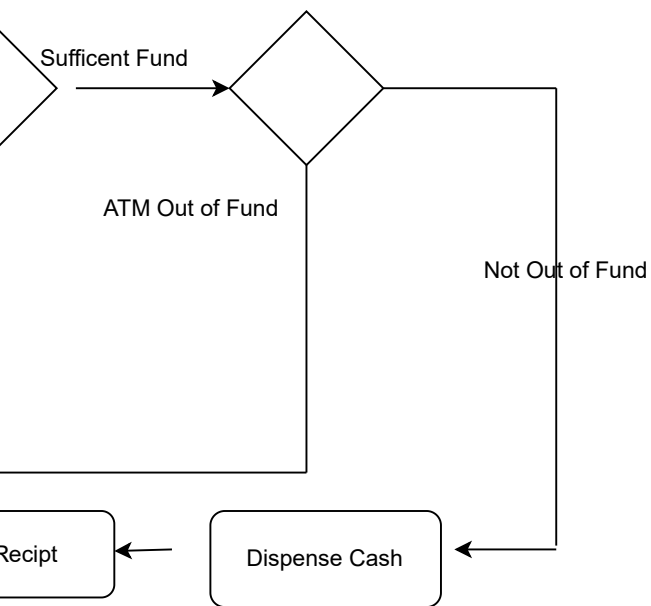 Sufficent Fund
ATM Out of Fund
Not Out of Fund
Recipt
Dispense Cash